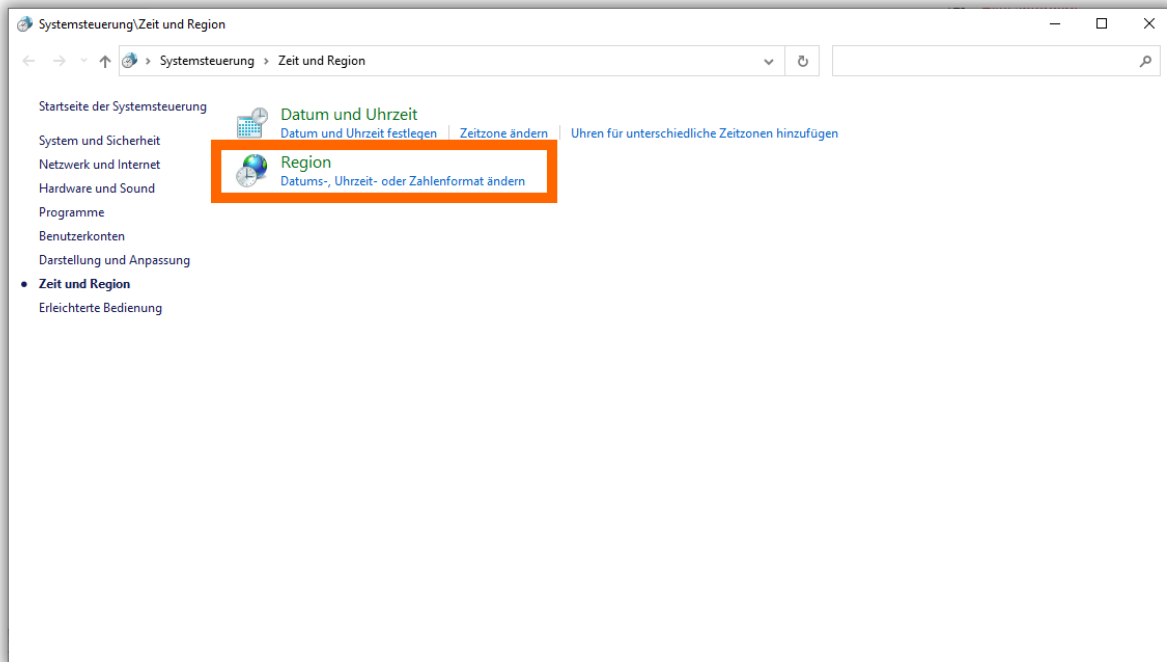 Systemsteuerung\Zeit und Region
Systemsteuerung > Zeit und Region
Startseite der Systemsteuerung
System und Sicherheit
Netzwerk und Internet
Hardware und Sound
Programme
Benutzerkonten
Darstellung und Anpassung
Zeit und Region
Erleichterte Bedienung
Datum und Uhrzeit
Datum und Uhrzeit festlegen | Zeitzone ändern | Uhren für unterschiedliche Zeitzonen hinzufügen
Region
Datums-, Uhrzeit- oder Zahlenformat ändern